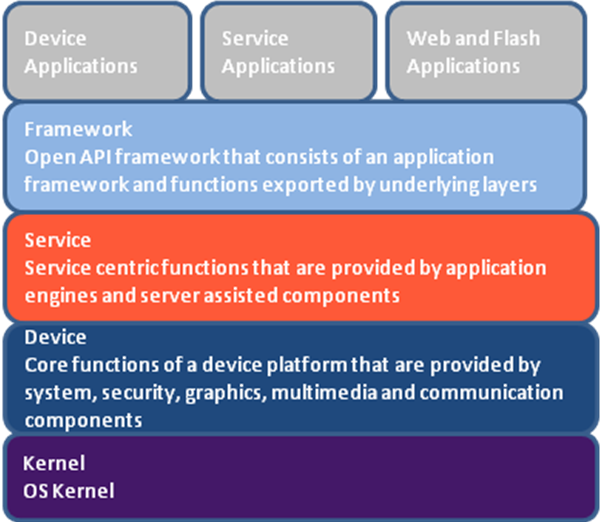 Device
Applications
Service
Applications
Web and Flash
Applications
Framework
Open API framework that consists of an application
framework and functions exported by underlying layers
Service
Service centric functions that are provided by application
engines and server assisted components
Device
Core functions of a device platform that are provided by
system, security, graphics, multimedia and communication
components
Kernel
OS Kernel